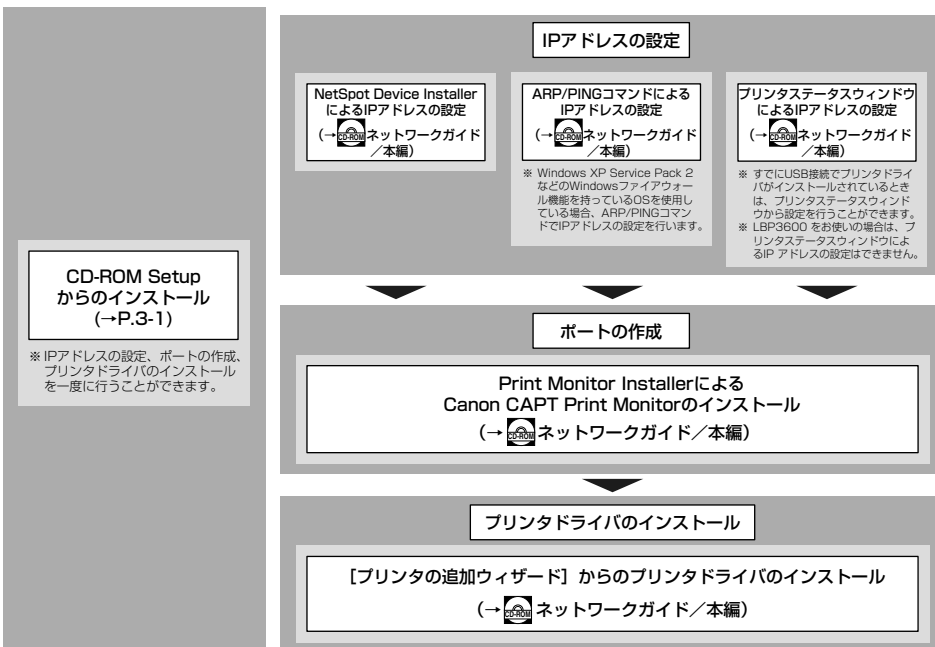 CD-ROM Setup
からのインストール
(→P.3-1)
※ IPアドレスの設定、ポートの作成、
プリンタドライバのインストール
を一度に行うことができます。
IPアドレスの設定
NetSpot Device Installer
によるIPアドレスの設定
(→CD-ROMネットワークガイド
／本編)
ARP/PINGコマンドによる
IPアドレスの設定
(→CD-ROMネットワークガイド
／本編)
※ Windows XP Service Pack 2
などのWindowsファイアウォー
ル機能を持っているOSを使用し
ている場合、ARP/PINGコマン
ドでIPアドレスの設定を行います。
プリンタステータスウィンドウ
によるIPアドレスの設定
(→CD-ROMネットワークガイド
／本編)
※ すでにUSB接続でプリンタドライ
バがインストールされているとき
は、プリンタステータスウィンド
ウから設定を行うことができます。
※ LBP3600 をお使いの場合は、プ
リンタステータスウィンドウによ
るIP アドレスの設定はできません。
ポートの作成
Print Monitor Installerによる
Canon CAPT Print Monitorのインストール
(→ CD-ROM ネットワークガイド／本編)
プリンタドライバのインストール
［プリンタの追加ウィザード］からのプリンタドライバのインストール
(→ CD-ROM ネットワークガイド／本編)